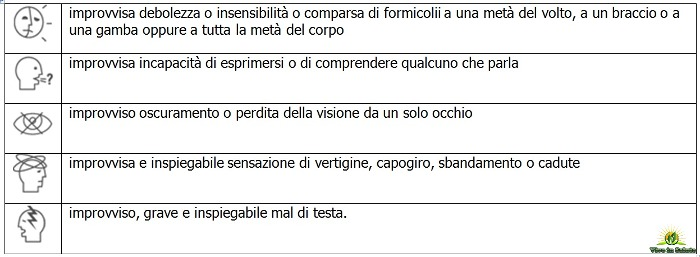 improvvisa debolezza o insensibilità o comparsa di formicolii a una metà del volto, a un braccio o a
una gamba oppure a tutta la metà del corpo
improvvisa incapacità di esprimersi o di comprendere qualcuno che parla
=?
improvviso oscuramento o perdita della visione da un solo occhio
improvvisa e inspiegabile sensazione di vertigine, capogiro, sbandamento o cadute
improvviso, grave e inspiegabile mal di testa.
Vivo in Salute